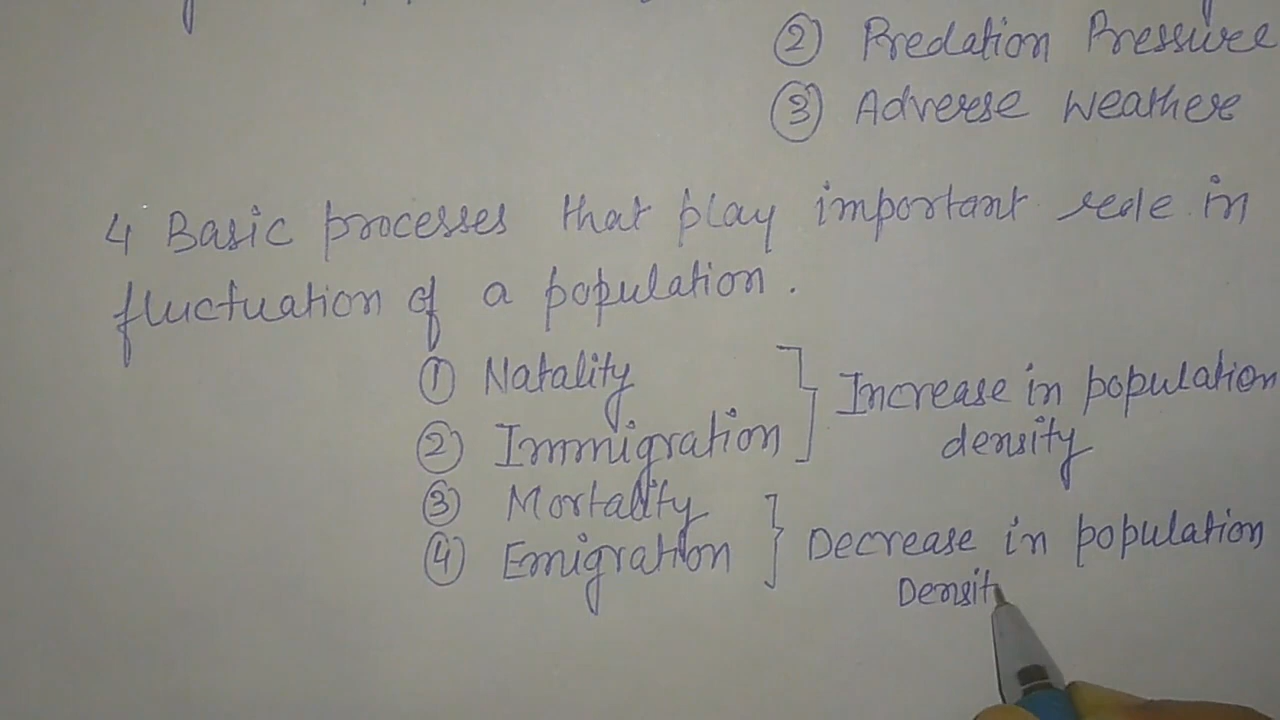 ② Predation Pressure
③ Adverse Weather
4 Basic processes that play important role in
fluctuation of a population.
① Natality
② Immigration
Increase in population
density
③ Mortality
④ Emigration
Decrease in population
Densit